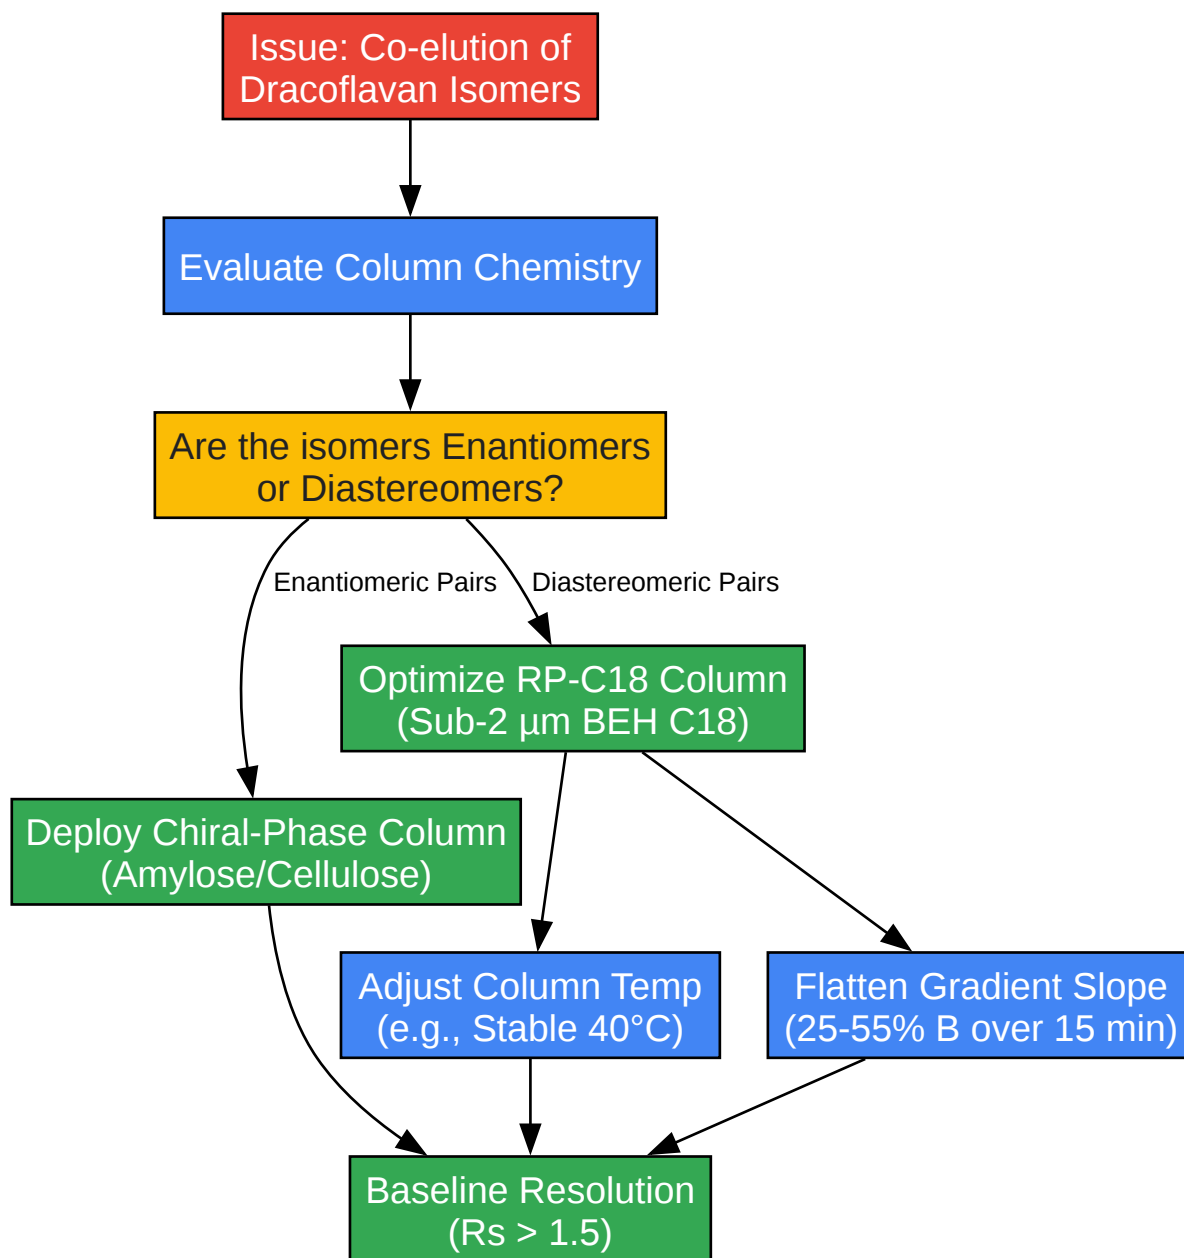 Issue: Co-elution of
Dracoflavan Isomers
Evaluate Column Chemistry
Are the isomers Enantiomers
or Diastereomers?
Enantiomeric Pairs
Diastereomeric Pairs
Optimize RP-C18 Column
(Sub-2 µm BEH C18)
Deploy Chiral-Phase Column
(Amylose/Cellulose)
Adjust Column Temp
(e.g., Stable 40°C)
Flatten Gradient Slope
(25-55% B over 15 min)
Baseline Resolution
(Rs > 1.5)